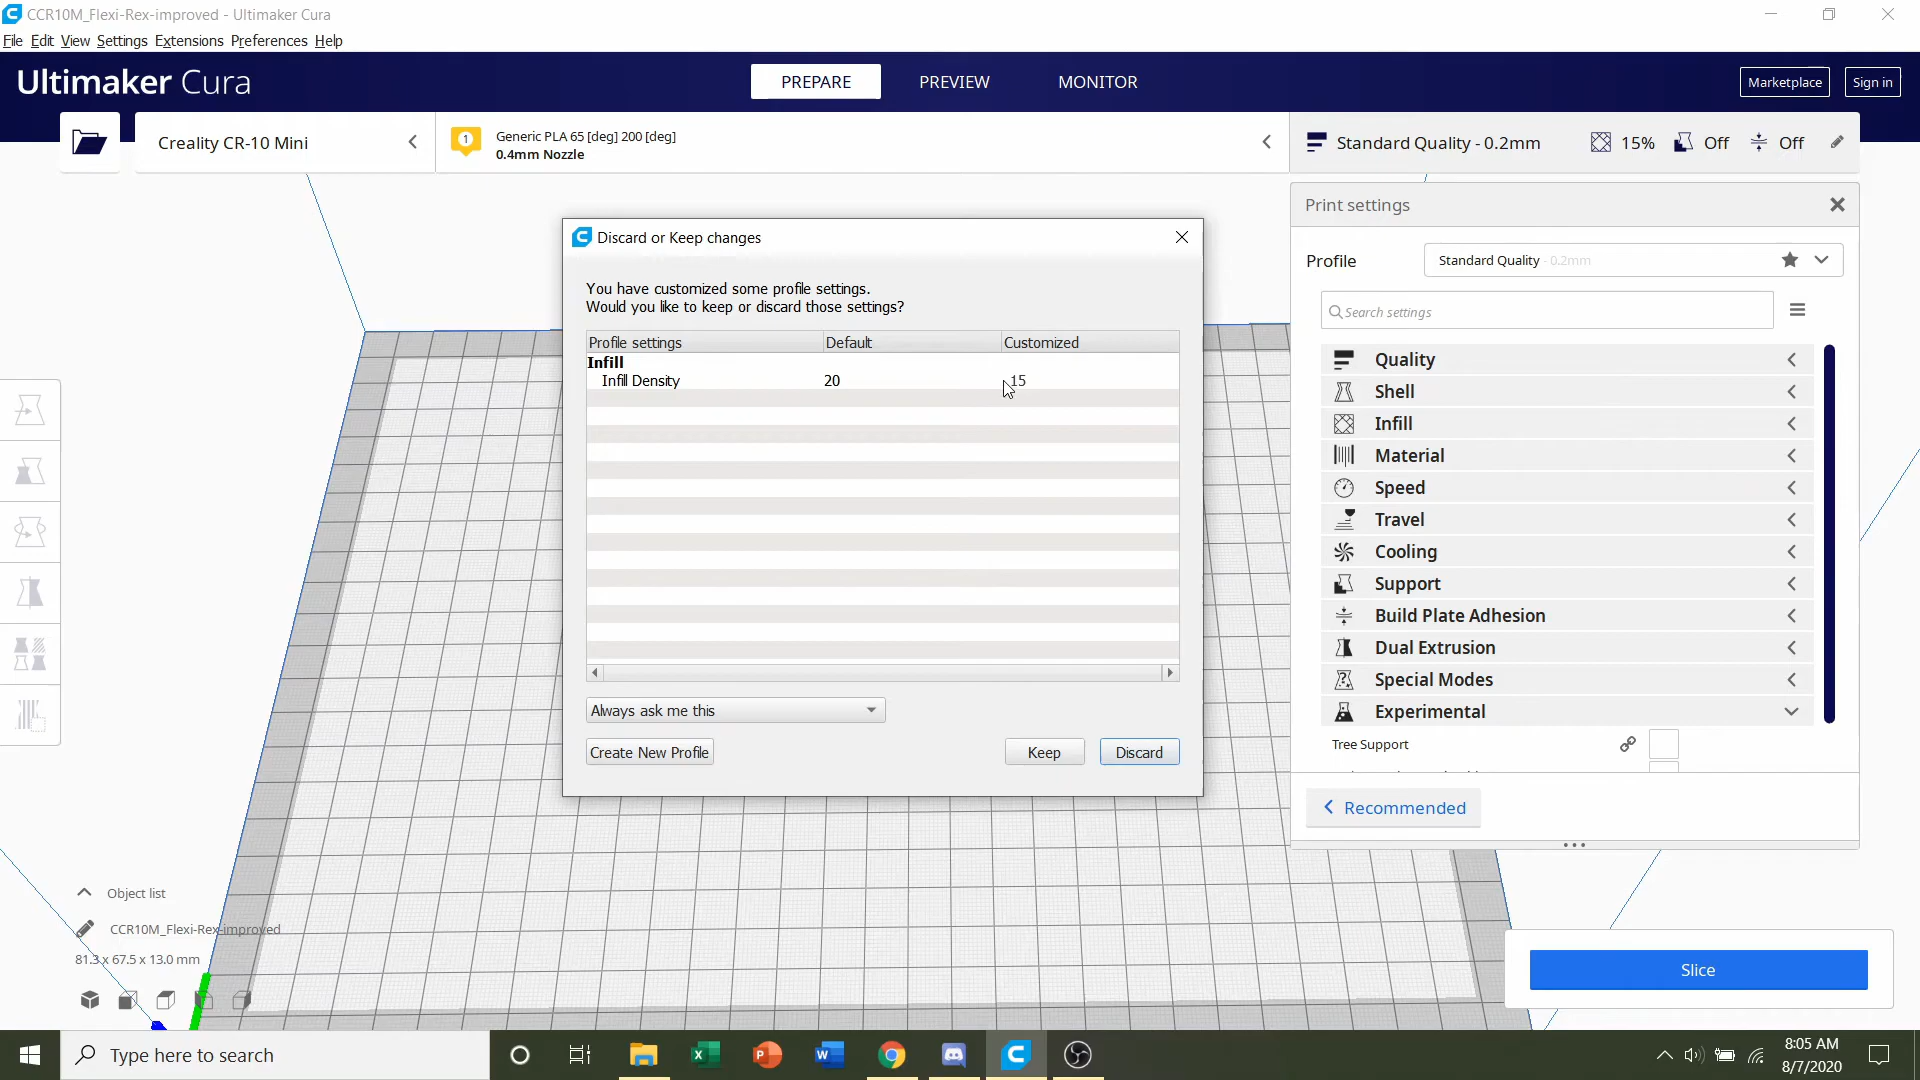 CCR10M_Flexi-Rex-improved - Ultimaker Cura
File Edit View Settings Extensions Preferences Help
Ultimaker Cura
PREPARE
PREVIEW
MONITOR
Marketplace
Sign in
Creality CR-10 Mini
1
Generic PLA 65 [deg] 200 [deg]
0.4mm Nozzle
Standard Quality - 0.2mm
15%
Off
Off
Discard or Keep changes
You have customized some profile settings.
Would you like to keep or discard those settings?
Profile settings Default Customized
Infill
Infill Density 20 15
Always ask me this
Create New Profile
Keep
Discard
Print settings
Profile
Standard Quality - 0.2mm
Search settings
Quality
Shell
Infill
Material
Speed
Travel
Cooling
Support
Build Plate Adhesion
Dual Extrusion
Special Modes
Experimental
Tree Support
Recommended
Object list
CCR10M_Flexi-Rex-improved
81.3 x 67.5 x 13.0 mm
Slice
Type here to search
8:05 AM
8/7/2020